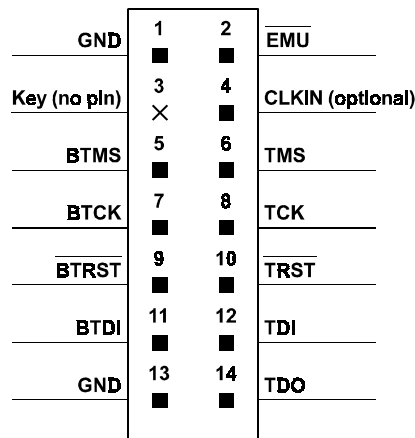 GND 1 2 EMU
Key (no pin) 3 4 CLKIN (optional)
BTMS 5 6 TMS
BTCK 7 8 TCK
BTRST 9 10 TRST
BTDI 11 12 TDI
GND 13 14 TDO